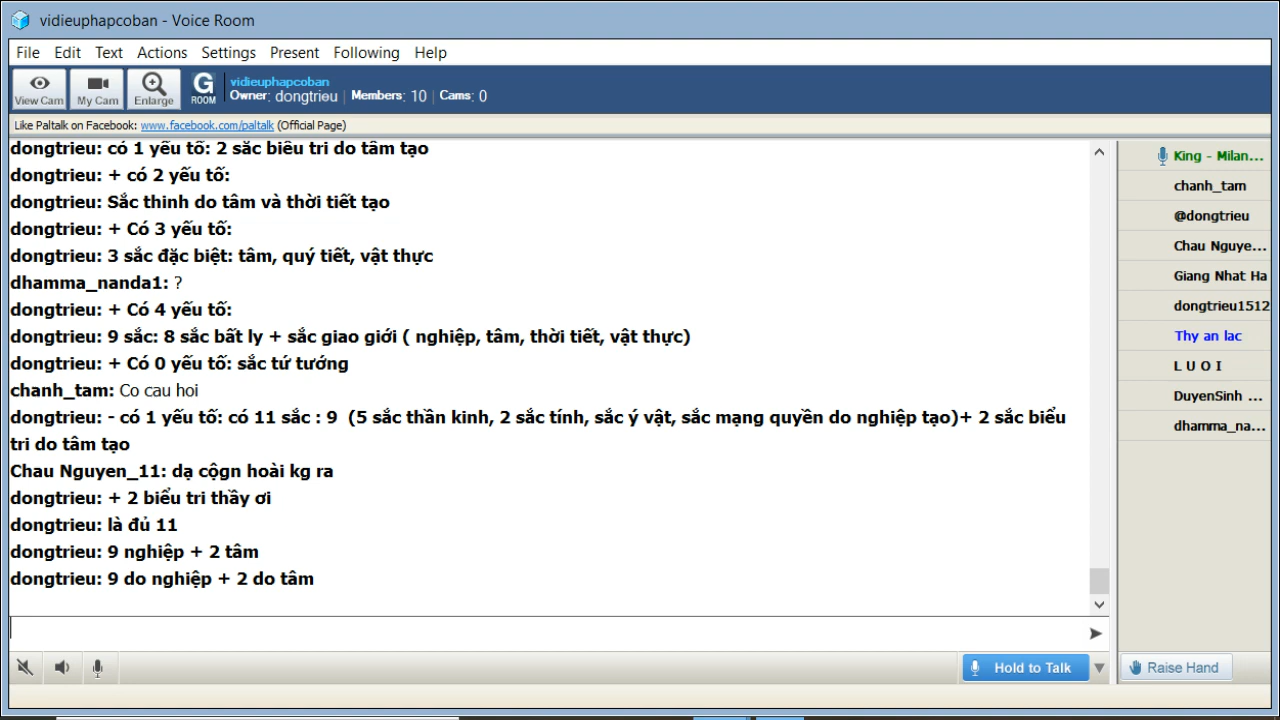 vidieuphapcoban - Voice Room
File Edit Text Actions Settings Present Following Help
View Cam My Cam Enlarge G ROOM
vidieuphapcoban
Owner: dongtrieu | Members: 10 | Cams: 0
Like Paltalk on Facebook: www.facebook.com/paltalk (Official Page)
dongtrieu: có 1 yếu tố: 2 sắc biểu tri do tâm tạo
dongtrieu: + có 2 yếu tố:
dongtrieu: Sắc thinh do tâm và thời tiết tạo
dongtrieu: + Có 3 yếu tố:
dongtrieu: 3 sắc đặc biệt: tâm, quý tiết, vật thực
dhamma_nanda1: ?
dongtrieu: + Có 4 yếu tố:
dongtrieu: 9 sắc: 8 sắc bất ly + sắc giao giới ( nghiệp, tâm, thời tiết, vật thực)
dongtrieu: + Có 0 yếu tố: sắc tứ tướng
chanh_tam: Co cau hoi
dongtrieu: - có 1 yếu tố: có 11 sắc : 9 (5 sắc thần kinh, 2 sắc tính, sắc ý vật, sắc mạng quyền do nghiệp tạo)+ 2 sắc biểu
tri do tâm tạo
Chau Nguyen_11: dạ cộgn hoài kg ra
dongtrieu: + 2 biểu tri thầy ơi
dongtrieu: là đủ 11
dongtrieu: 9 nghiệp + 2 tâm
dongtrieu: 9 do nghiệp + 2 do tâm
King - Milan...
chanh_tam
@dongtrieu
Chau Nguye...
Giang Nhat Ha
dongtrieu1512
Thy an lac
L U O I
DuyenSinh ...
dhamma_na...
Hold to Talk
Raise Hand